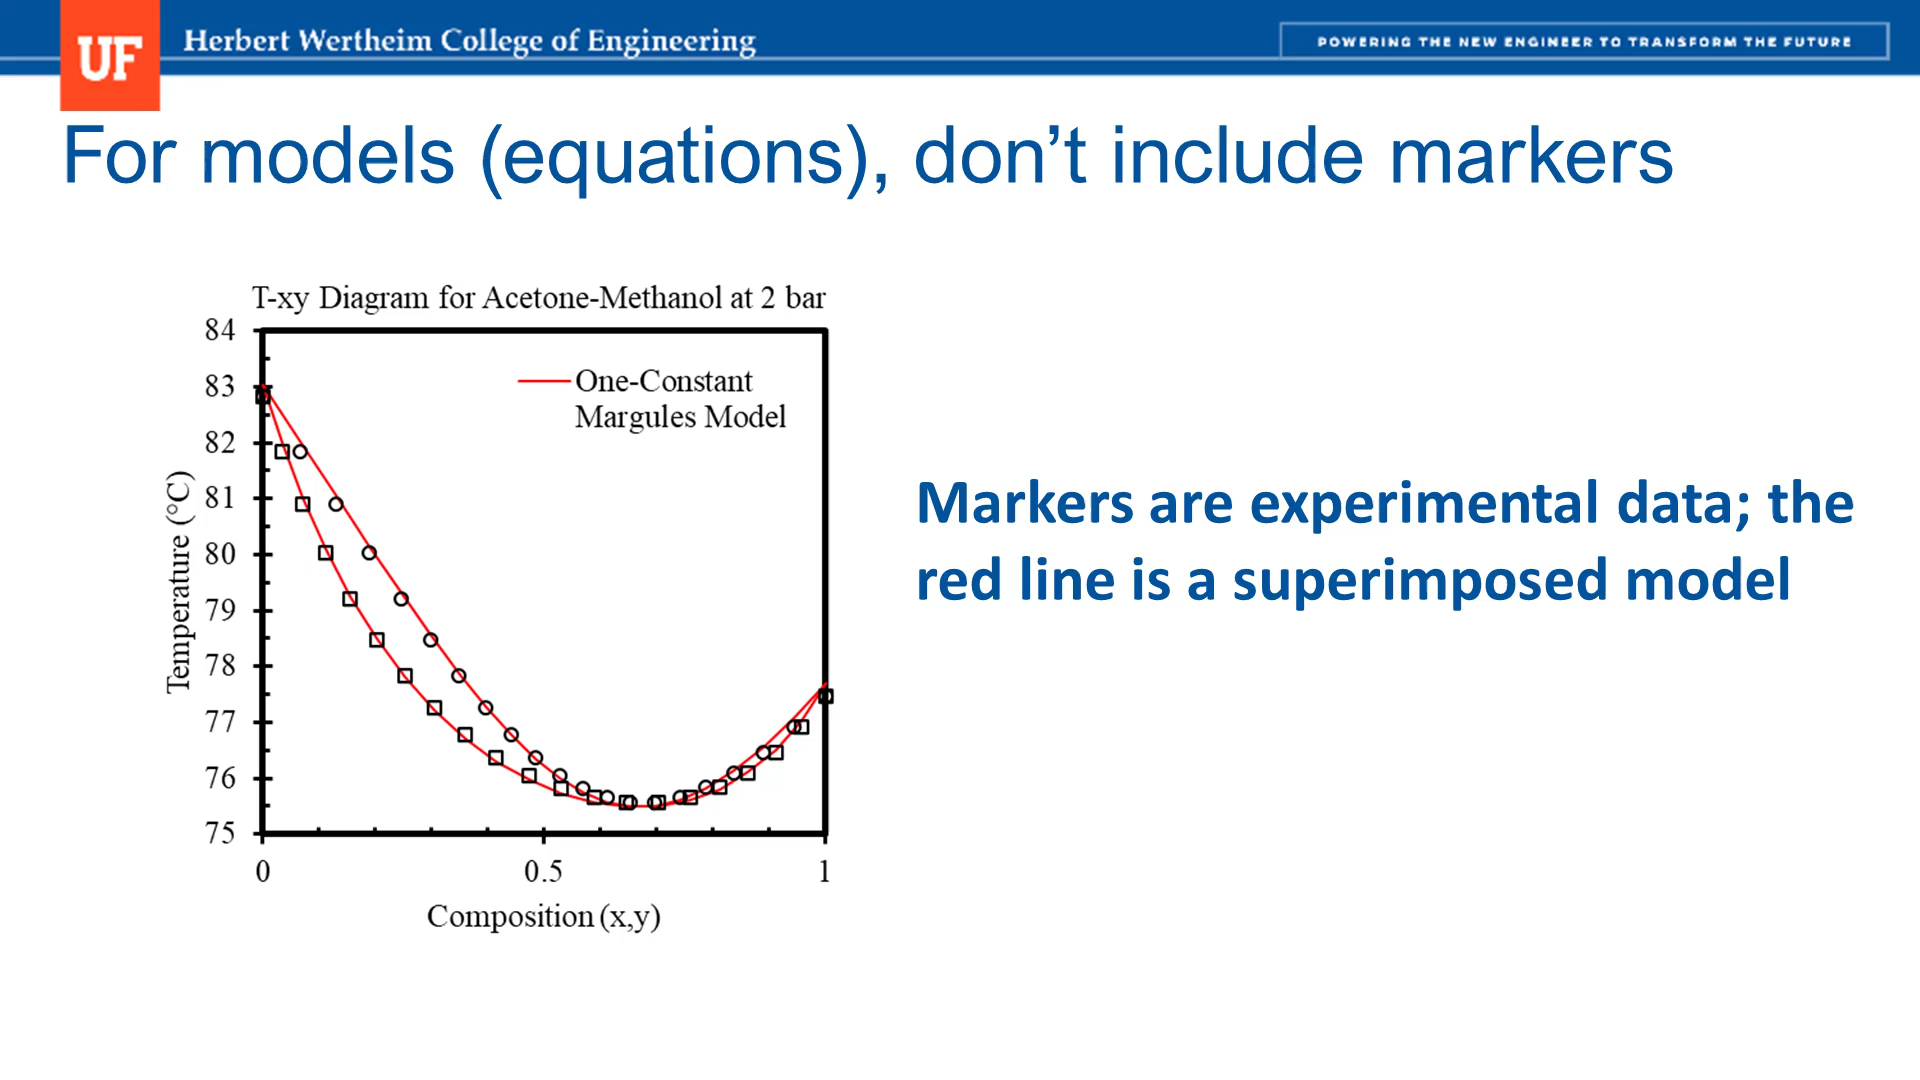 UF
Herbert Wertheim College of Engineering
POWERING THE NEW ENGINEER TO TRANSFORM THE FUTURE
For models (equations), don’t include markers
T-xy Diagram for Acetone-Methanol at 2 bar
One-Constant
Margules Model
Temperature (°C)
84
83
82
81
80
79
78
77
76
75
0 0.5 1
Composition (x,y)
Markers are experimental data; the
red line is a superimposed model